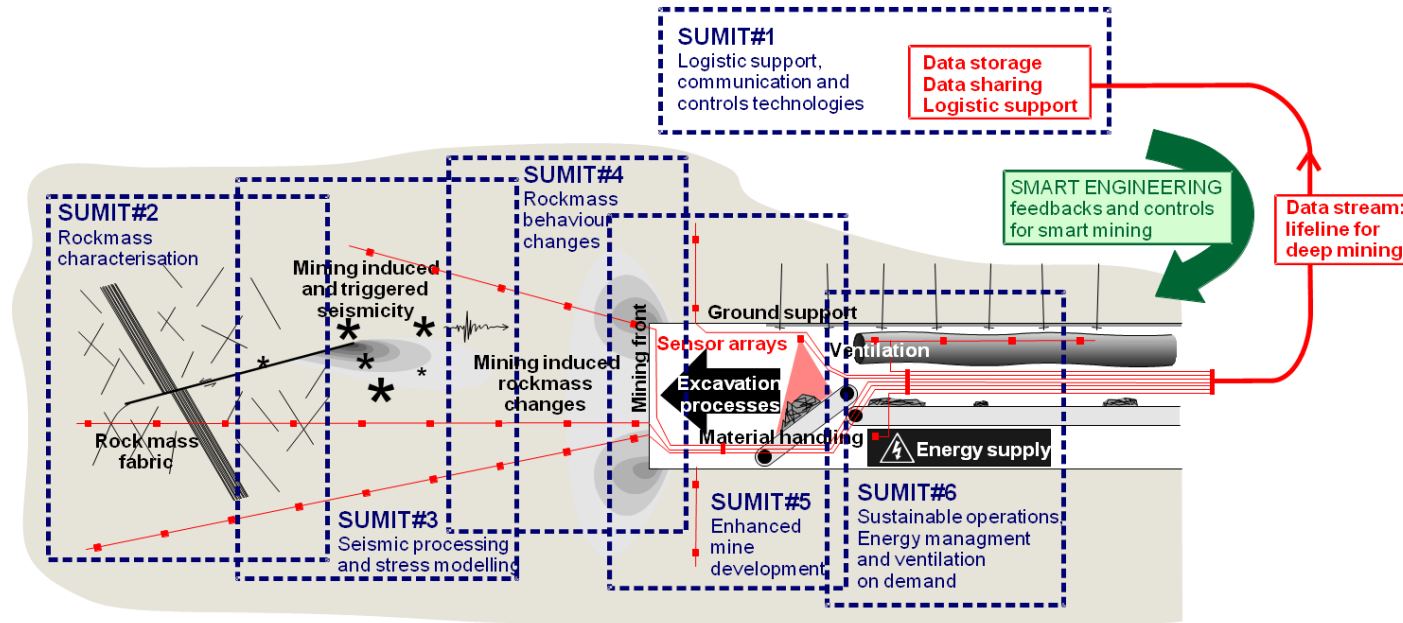 SUMIT#1
Logistic support,
communication and
controls technologies
Data storage
Data sharing
Logistic support
SMART ENGINEERING
feedbacks and controls
for smart mining
Data stream:
lifeline for
deep mining
SUMIT#2
Rockmass
characterisation
SUMIT#4
Rockmass
behaviour
changes
Mining induced
and triggered
seismicity
Mining induced
rockmass
changes
Mining front
Ground support
Sensor arrays
Ventilation
Excavation
processes
Material handling
Energy supply
Rock mass
fabric
SUMIT#3
Seismic processing
and stress modelling
SUMIT#5
Enhanced
mine
development
SUMIT#6
Sustainable operations,
Energy managment
and ventilation
on demand